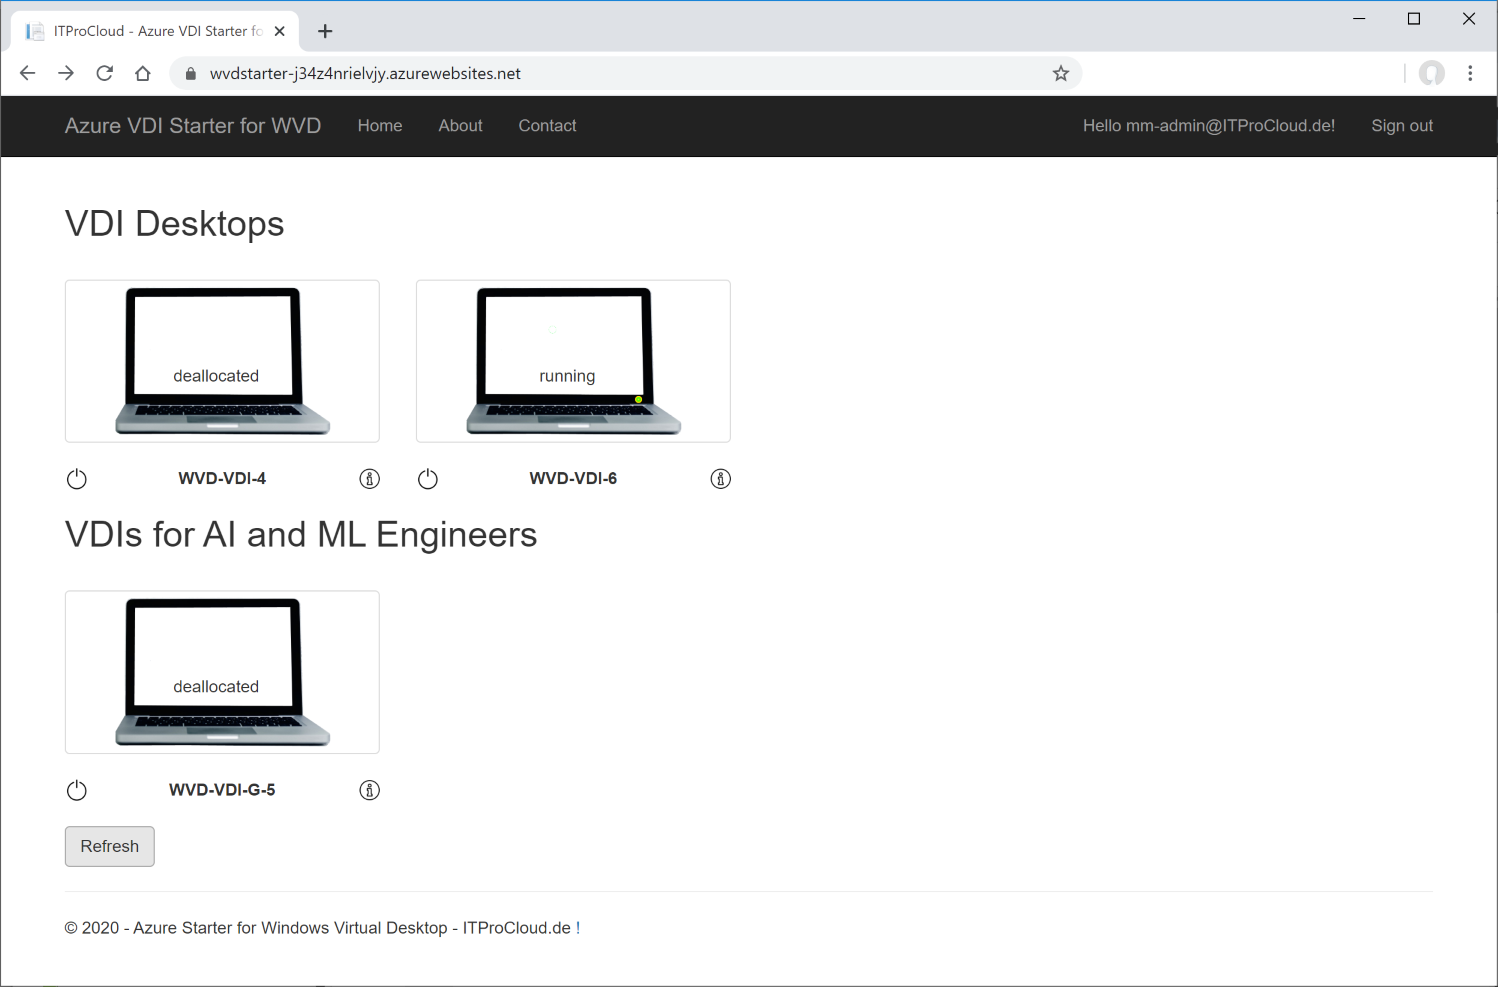 ITProCloud - Azure VDI Starter fo
wvdstarter-j34z4nrielvjy.azurewebsites.net
Azure VDI Starter for WVD Home About Contact Hello mm-admin@ITProCloud.de! Sign out
VDI Desktops
deallocated running
WVD-VDI-4 WVD-VDI-6
VDIs for AI and ML Engineers
deallocated
WVD-VDI-G-5
Refresh
© 2020 - Azure Starter for Windows Virtual Desktop - ITProCloud.de !